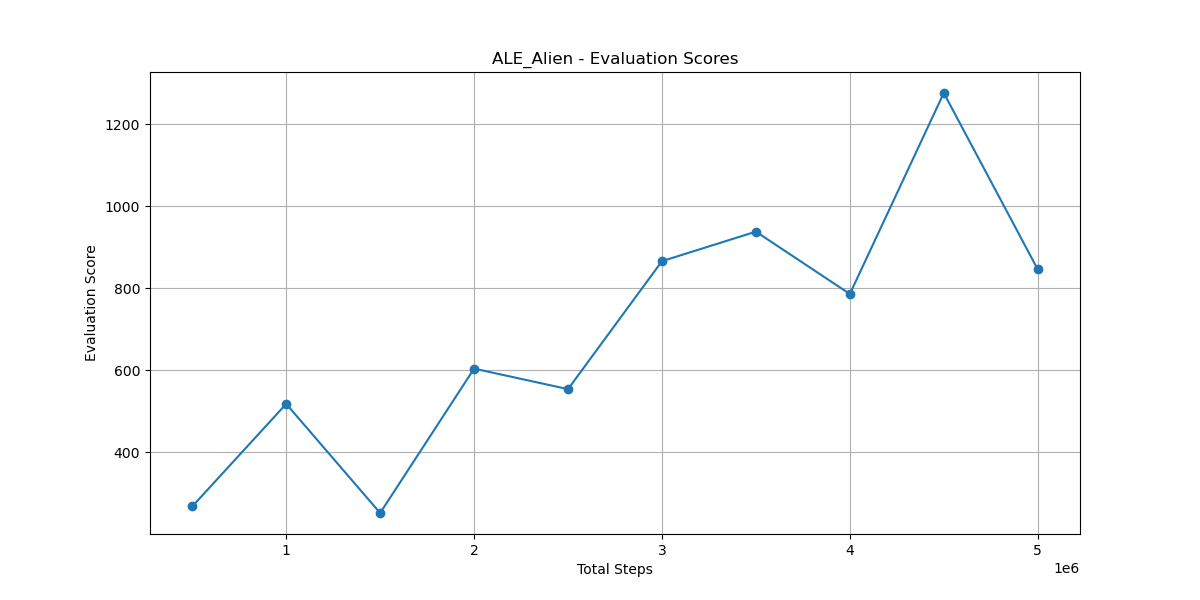 ALE_Alien - Evaluation Scores
Evaluation Score
1200
1000
800
600
400
1 2 3 4 5
1e6
Total Steps